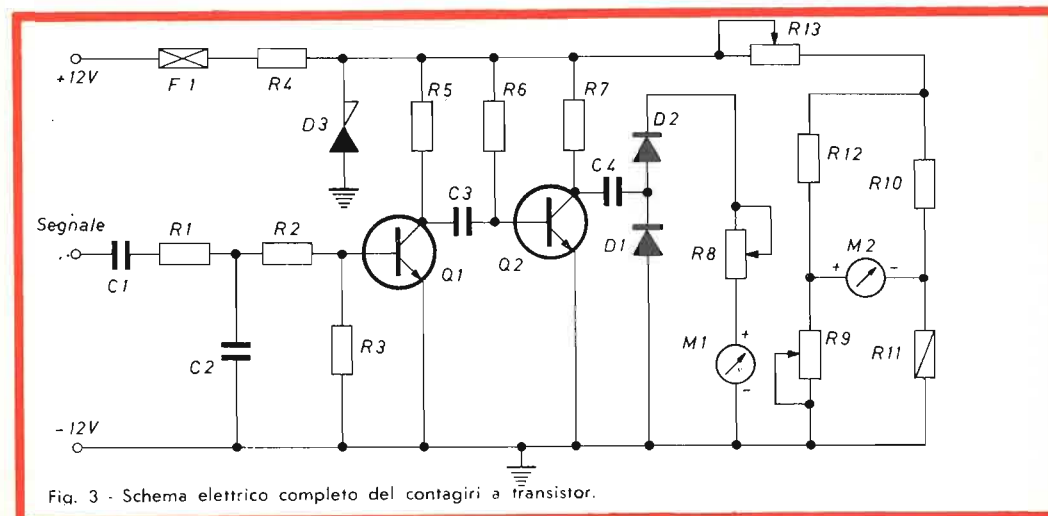 R13
+12V
F1
R4
R5
R6
R7
D3
D2
R12
C4
R10
C3
Segnale
R1
R2
D1
M2
+
-
R8
C1
Q1
Q2
R9
R11
C2
R3
M1
+
-
-12V
Fig. 3 - Schema elettrico completo del contagiri a transistor.